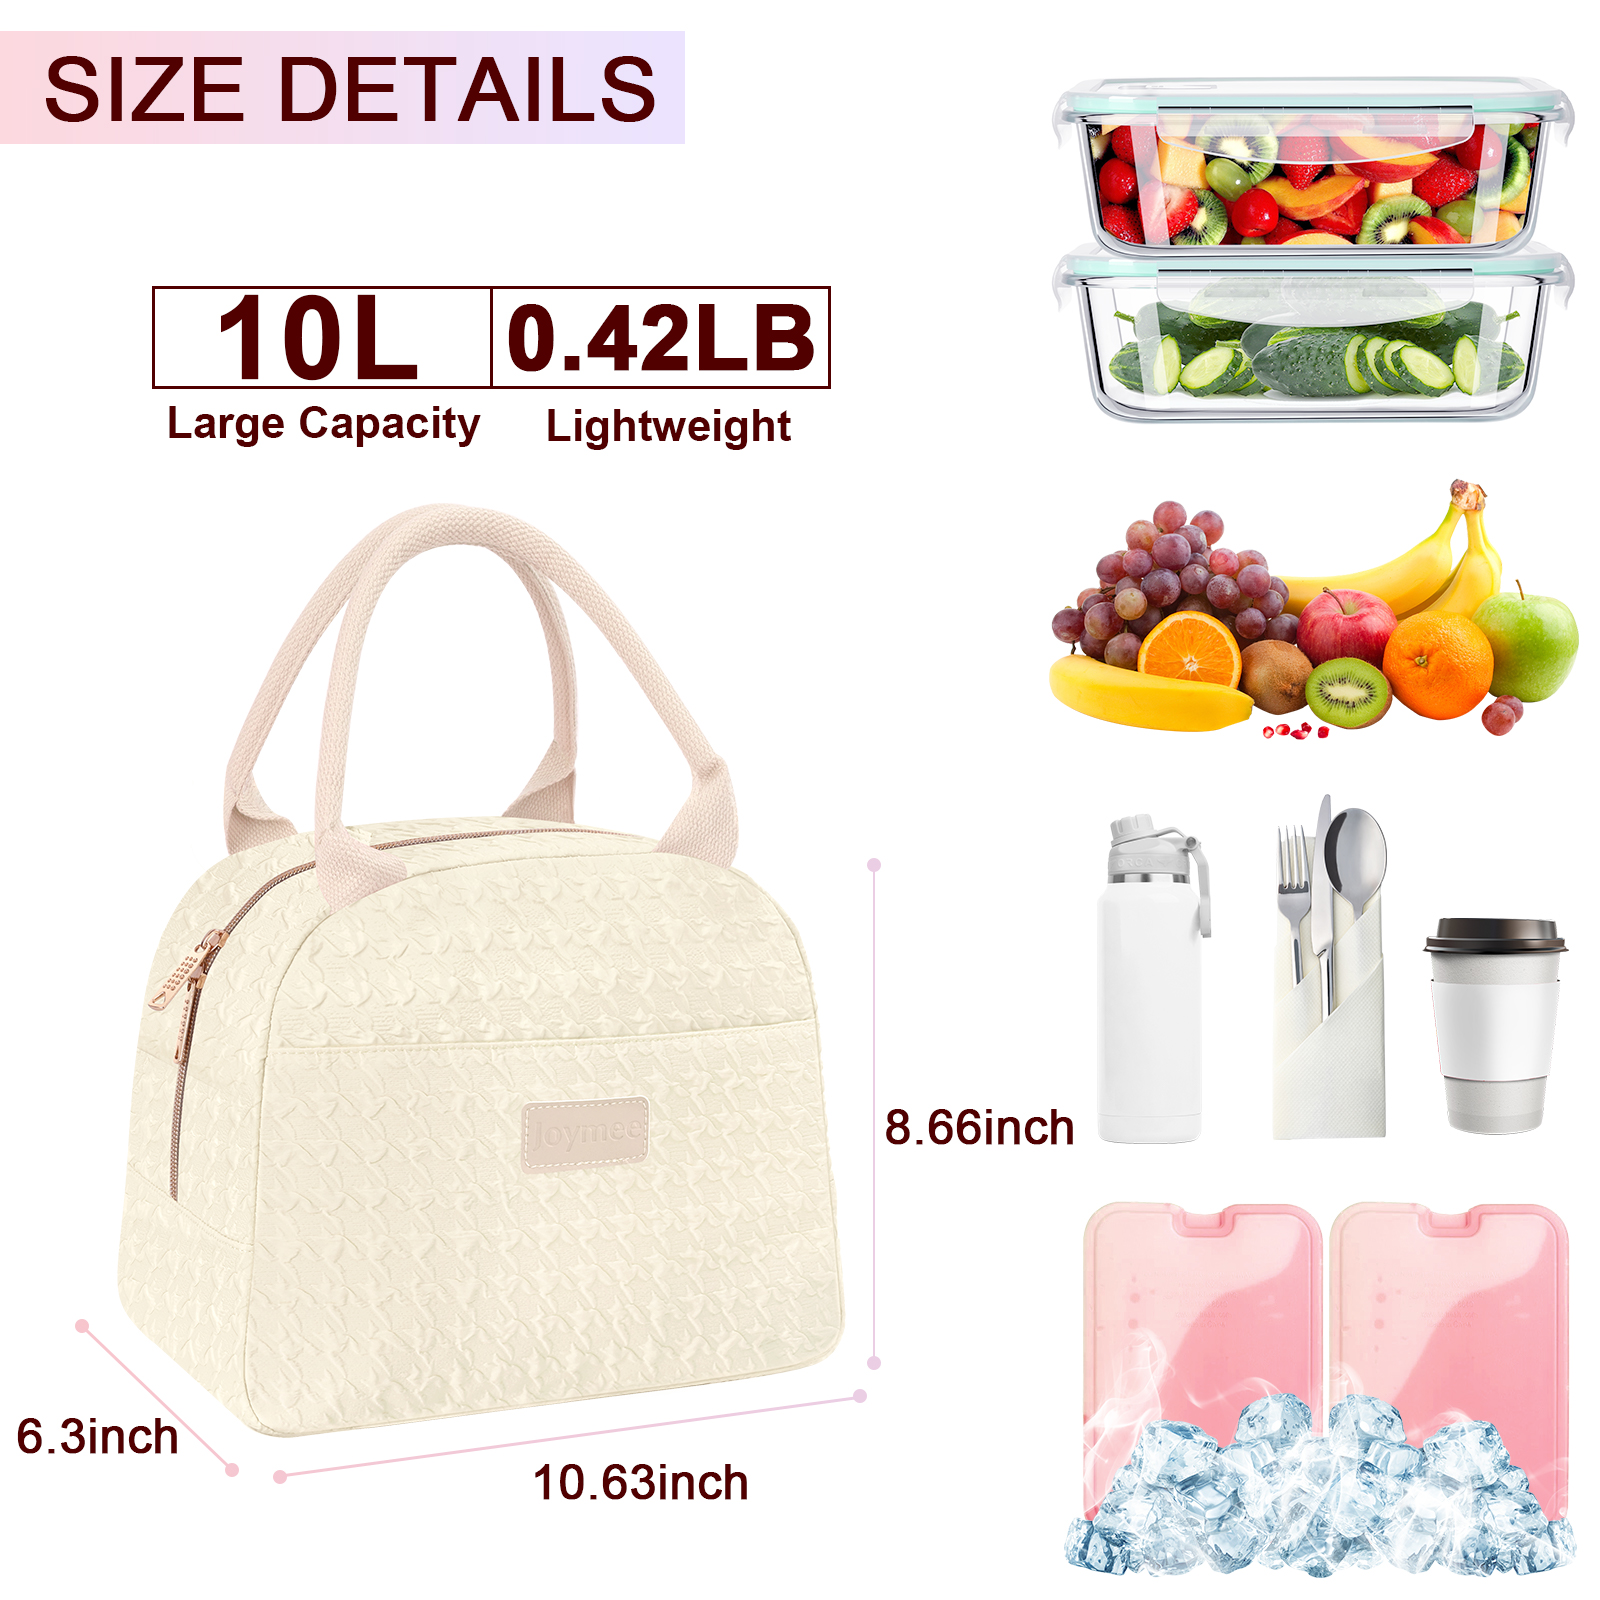 SIZE DETAILS
10L
0.42LB
Large Capacity
Lightweight
Joymee
8.66inch
6.3inch
10.63inch